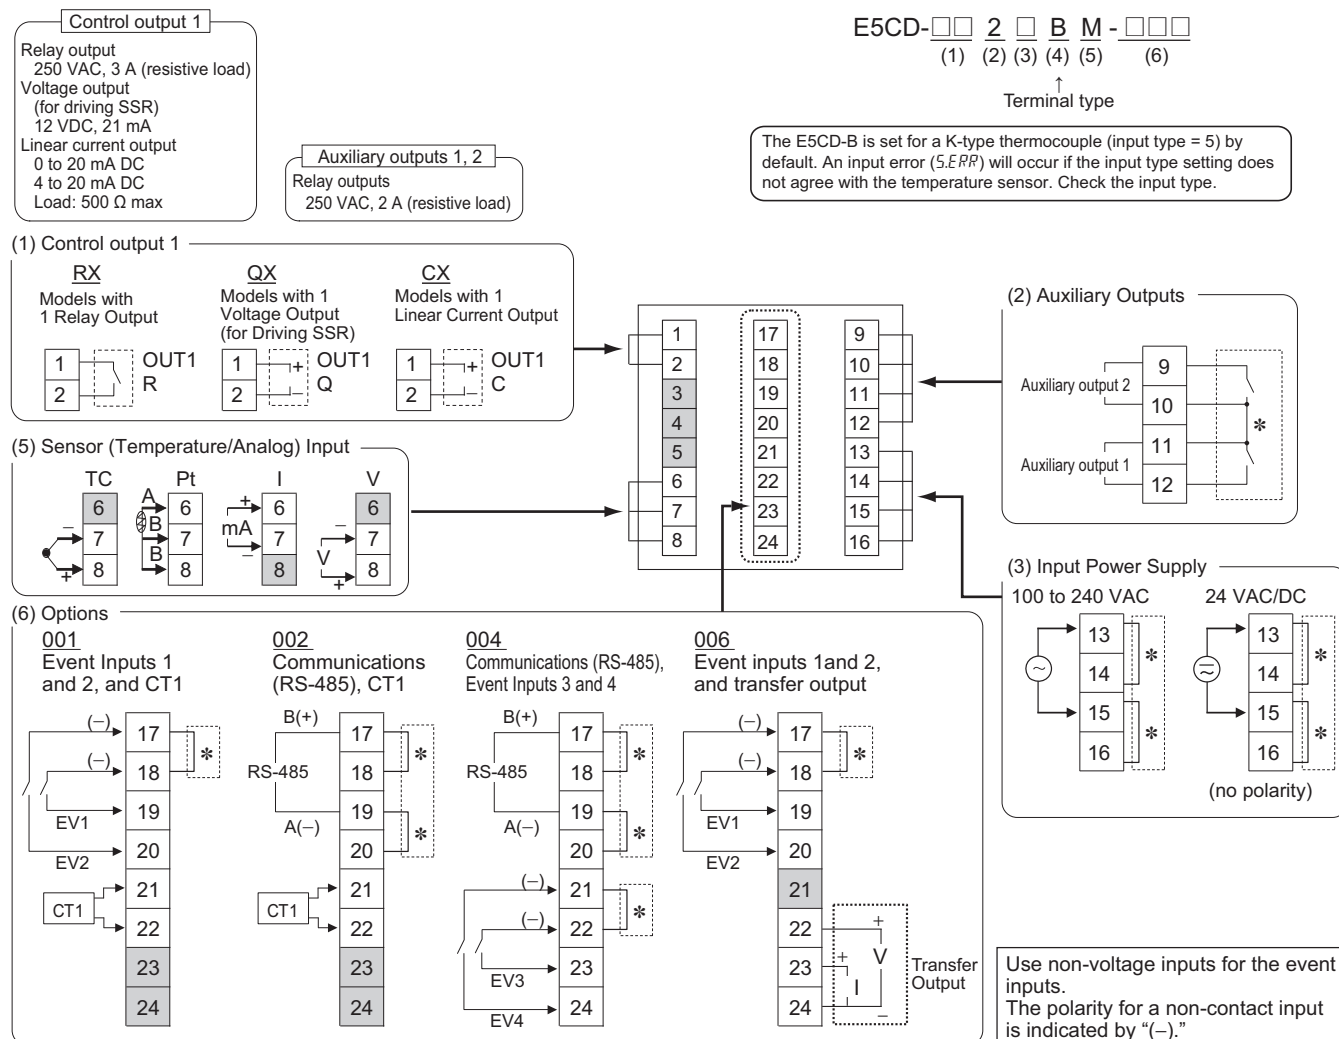 Control output 1
Relay output
250 VAC, 3 A (resistive load)
Voltage output
(for driving SSR)
12 VDC, 21 mA
Linear current output
0 to 20 mA DC
4 to 20 mA DC
Load: 500 Ω max
Auxiliary outputs 1, 2
Relay outputs
250 VAC, 2 A (resistive load)
E5CD-□□ 2 □ B M - □□□
(1) (2) (3) (4) (5) (6)
↑
Terminal type
The E5CD-B is set for a K-type thermocouple (input type = 5) by
default. An input error (S.ERR) will occur if the input type setting does
not agree with the temperature sensor. Check the input type.
(1) Control output 1
RX
Models with
1 Relay Output
1
2
OUT1
R
QX
Models with 1
Voltage Output
(for Driving SSR)
1
2
+
−
OUT1
Q
CX
Models with 1
Linear Current Output
1
2
+
−
OUT1
C
1
2
3
4
5
6
7
8
17
18
19
20
21
22
23
24
9
10
11
12
13
14
15
16
(2) Auxiliary Outputs
Auxiliary output 2
Auxiliary output 1
9
10
11
12
*
(5) Sensor (Temperature/Analog) Input
TC
6
7
8
−
+
Pt
6
7
8
A
B
B
I
6
7
8
+
mA
−
V
6
7
8
−
V
+
(3) Input Power Supply
100 to 240 VAC
13
14
15
16
*
*
24 VAC/DC
13
14
15
16
*
*
(no polarity)
(6) Options
001
Event Inputs 1
and 2, and CT1
(−)
(−)
EV1
EV2
CT1
17
18
19
20
21
22
23
24
*
002
Communications
(RS-485), CT1
B(+)
RS-485
A(−)
CT1
17
18
19
20
21
22
23
24
*
*
004
Communications (RS-485),
Event Inputs 3 and 4
B(+)
RS-485
A(−)
(−)
(−)
EV3
EV4
17
18
19
20
21
22
23
24
*
*
*
006
Event inputs 1and 2,
and transfer output
(−)
(−)
EV1
EV2
17
18
19
20
21
22
23
24
*
+
V
+
I
−
Transfer
Output
Use non-voltage inputs for the event
inputs.
The polarity for a non-contact input
is indicated by “(−).”